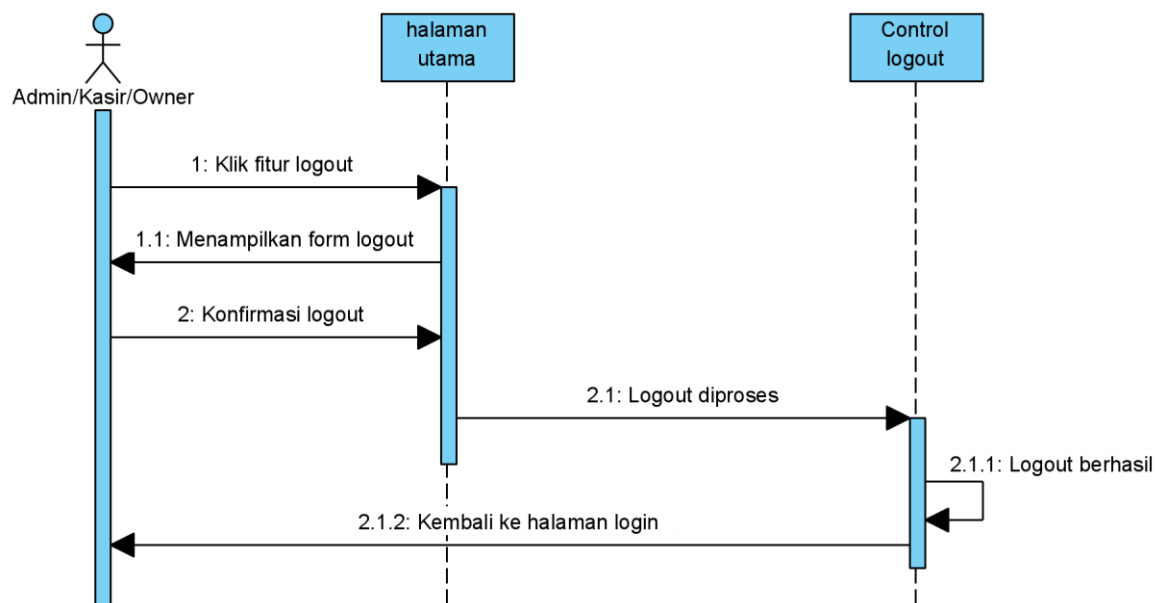 halaman
utama
Control
logout
Admin/Kasir/Owner
1: Klik fitur logout
1.1: Menampilkan form logout
2: Konfirmasi logout
2.1: Logout diproses
2.1.1: Logout berhasil
2.1.2: Kembali ke halaman login